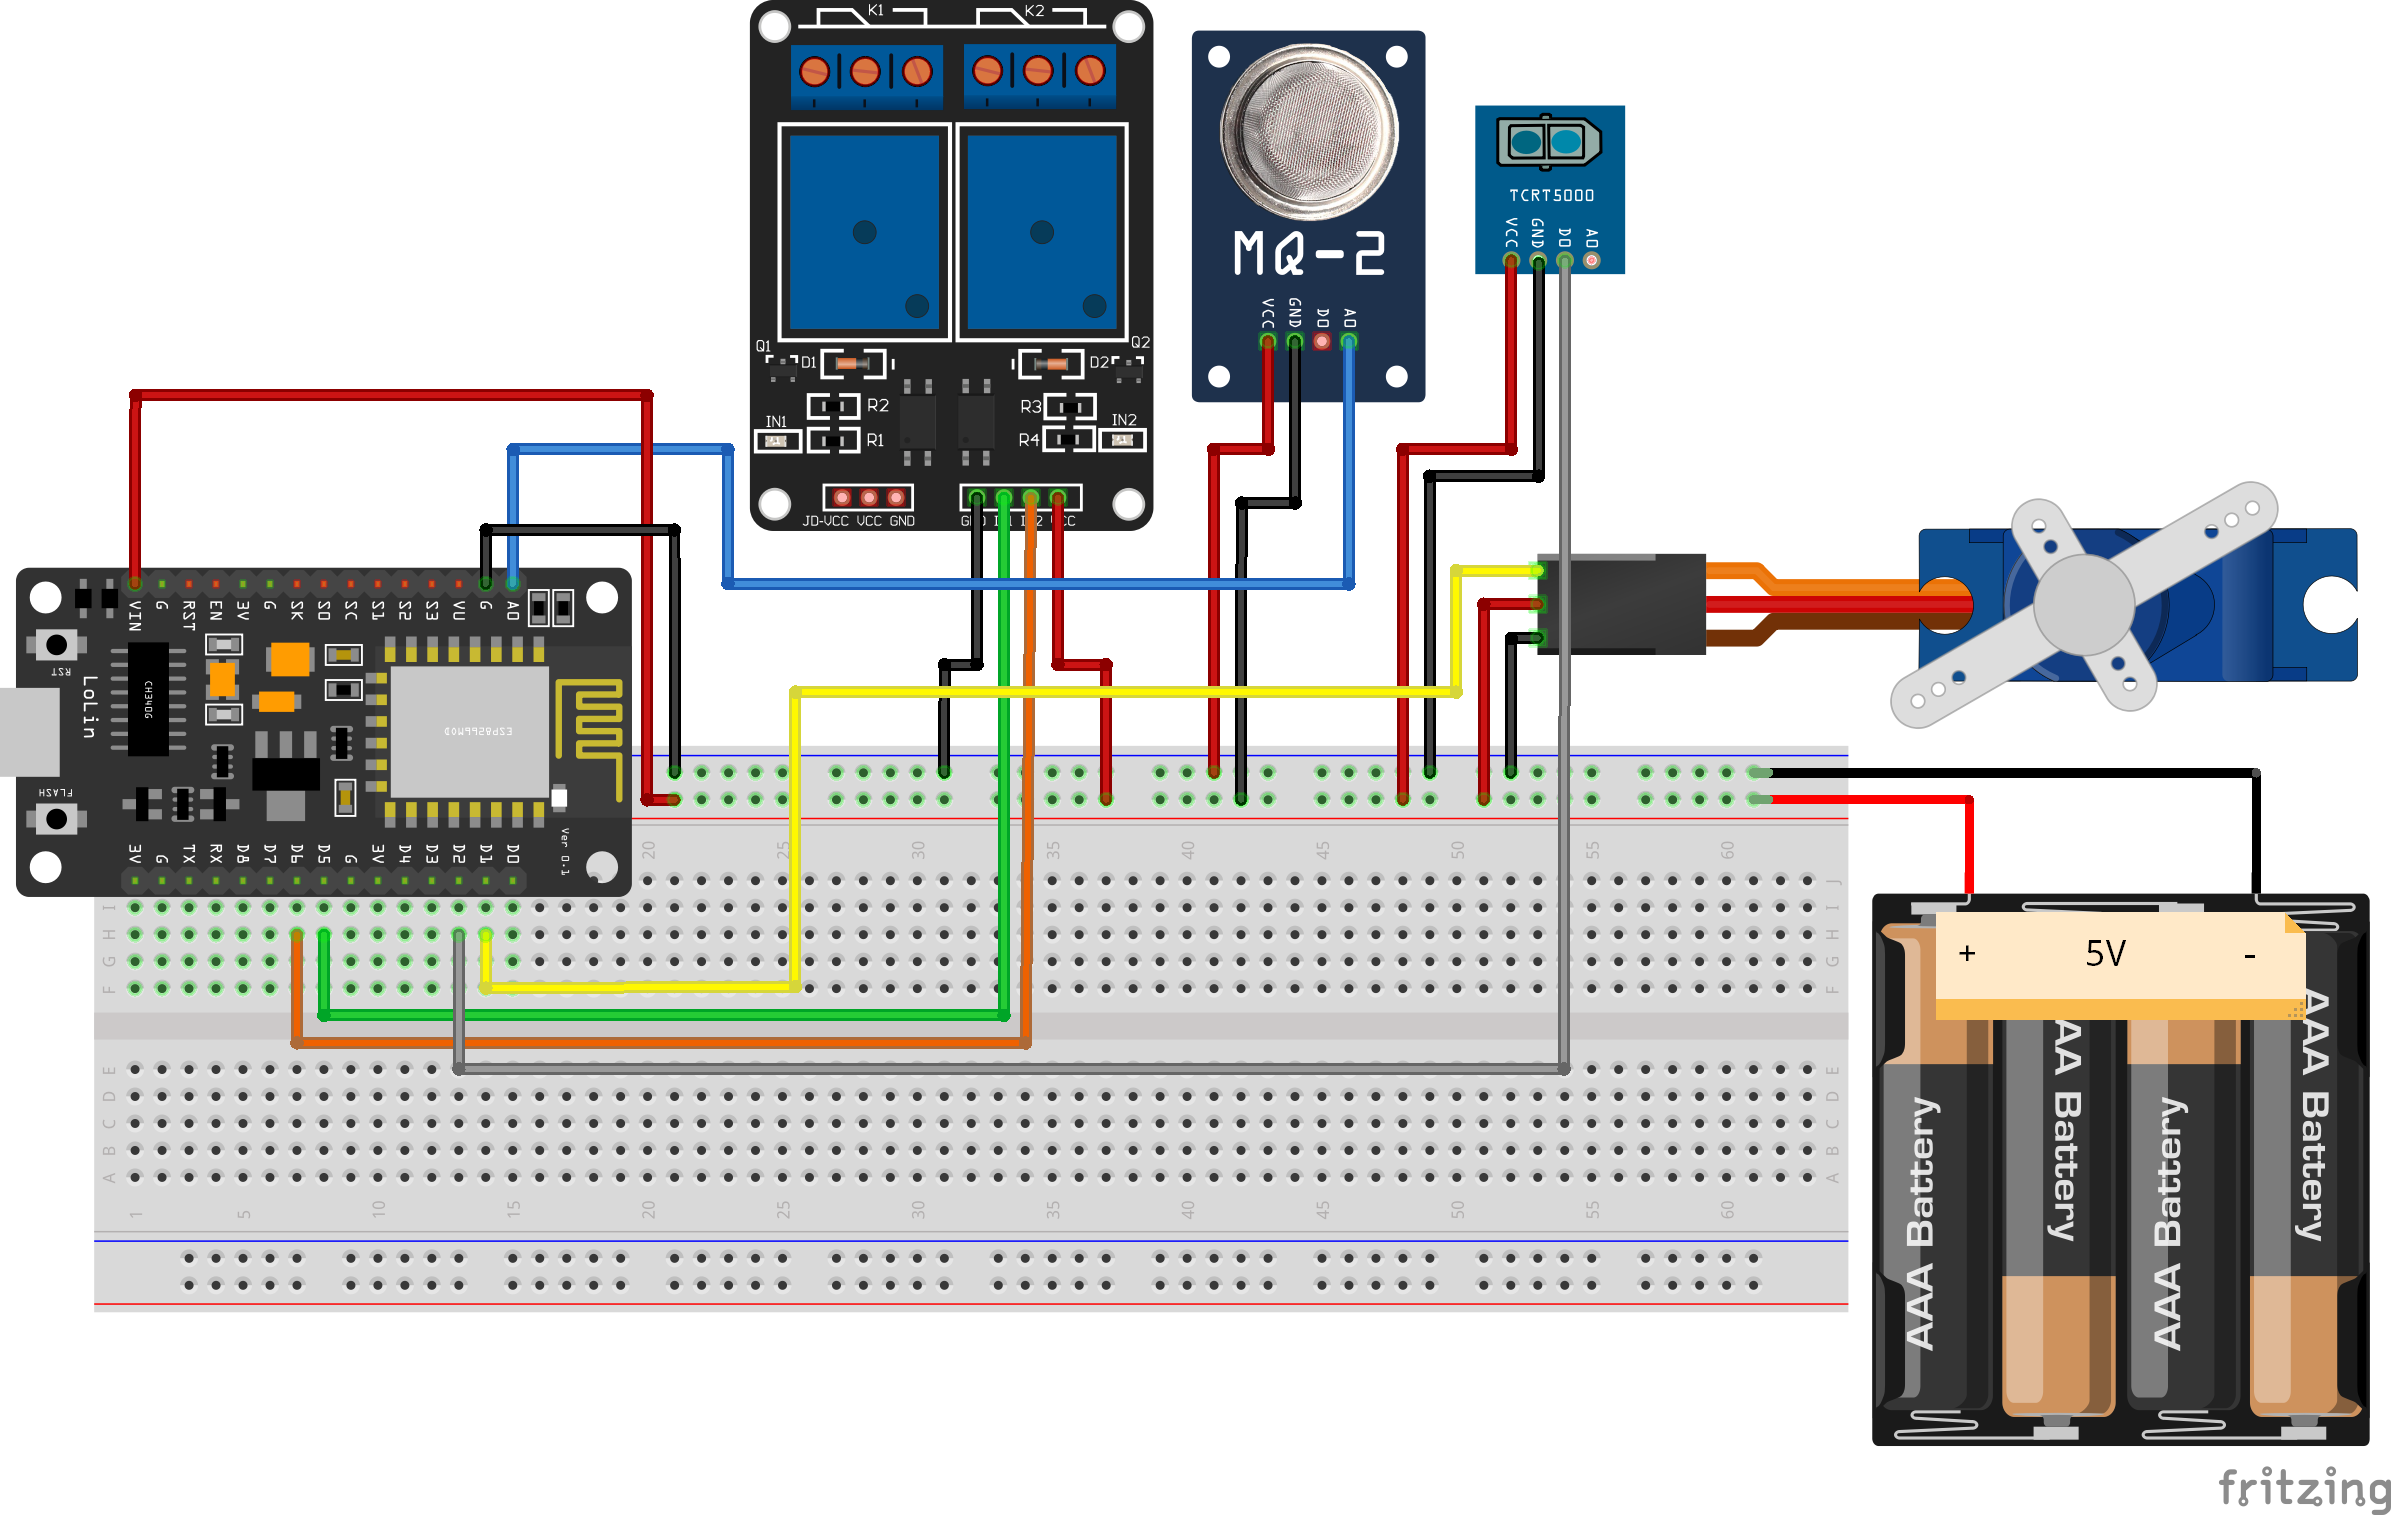 K1
K2
Q1
D1
D2
Q2
R2
R3
IN1
R1
R4
IN2
JD-VCC VCC GND
GND IN1 IN2 VCC
MQ-2
VCC
GND
DO
AO
TCRT5000
VCC
GND
DO
AO
VIN
G
RST
EN
3V
G
SK
SO
SC
S1
S2
S3
VU
G
AO
RST
LoLin
CH340G
FLASH
Ver 0.1
3V
G
TX
RX
D8
D7
D6
D5
G
3V
D4
D3
D2
D1
D0
20
25
30
35
40
45
50
55
60
J
I
I
H
H
G
G
F
F
E
E
D
D
C
C
B
B
A
A
1
5
10
15
20
25
30
35
40
45
50
55
60
+ 5V -
AAA Battery
AAA Battery
AAA Battery
AAA Battery
fritzing